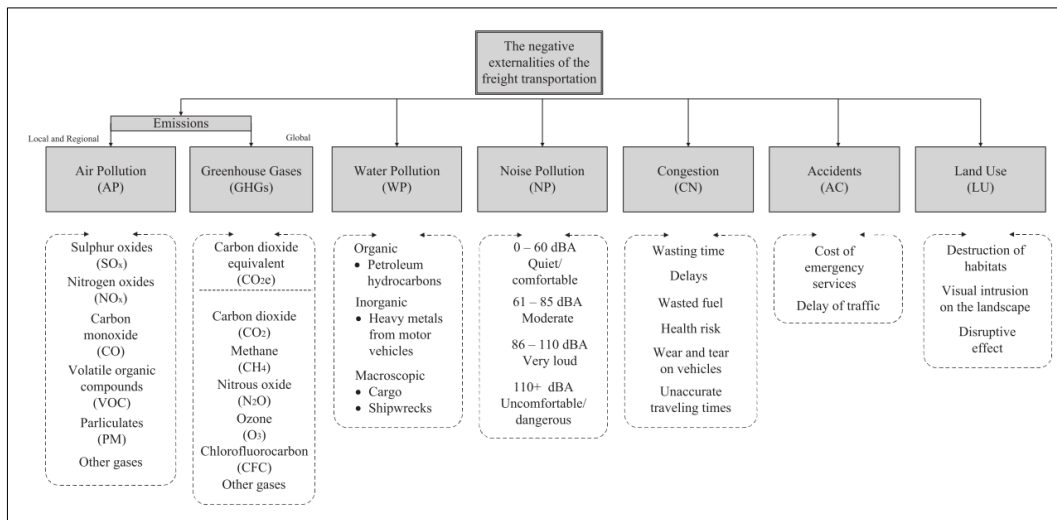 The negative
externalities of the
freight transportation
Emissions
Local and Regional
Global
Air Pollution
(AP)
Greenhouse Gases
(GHGs)
Water Pollution
(WP)
Noise Pollution
(NP)
Congestion
(CN)
Accidents
(AC)
Land Use
(LU)
Sulphur oxides
(SOx)
Nitrogen oxides
(NOx)
Carbon
monoxide
(CO)
Volatile organic
compounds
(VOC)
Parliculates
(PM)
Other gases
Carbon dioxide
equivalent
(CO2e)
Carbon dioxide
(CO2)
Methane
(CH4)
Nitrous oxide
(N2O)
Ozone
(O3)
Chlorofluorocarbon
(CFC)
Other gases
Organic
• Petroleum
hydrocarbons
Inorganic
• Heavy metals
from motor
vehicles
Macroscopic
• Cargo
• Shipwrecks
0 – 60 dBA
Quiet/
comfortable
61 – 85 dBA
Moderate
86 – 110 dBA
Very loud
110+ dBA
Uncomfortable/
dangerous
Wasting time
Delays
Wasted fuel
Health risk
Wear and tear
on vehicles
Unaccurate
traveling times
Cost of
emergency
services
Delay of traffic
Destruction of
habitats
Visual intrusion
on the landscape
Disruptive
effect